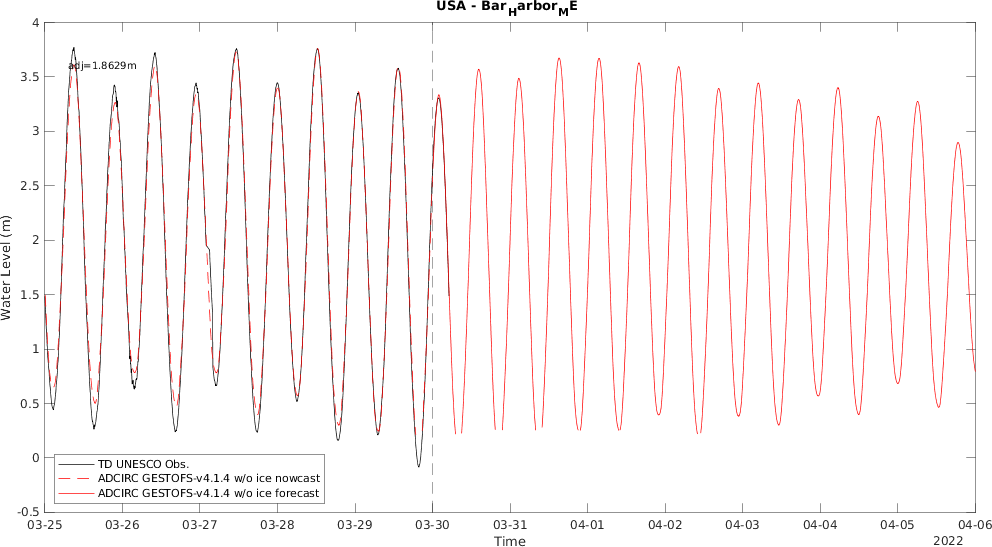 USA - Bar_Harbor_ME
4
adj=1.8629m
3.5
3
2.5
2
1.5
1
0.5
0
-0.5
Water Level (m)
TD UNESCO Obs.
ADCIRC GESTOFS-v4.1.4 w/o ice nowcast
ADCIRC GESTOFS-v4.1.4 w/o ice forecast
03-25 03-26 03-27 03-28 03-29 03-30 03-31 04-01 04-02 04-03 04-04 04-05 04-06
Time
2022